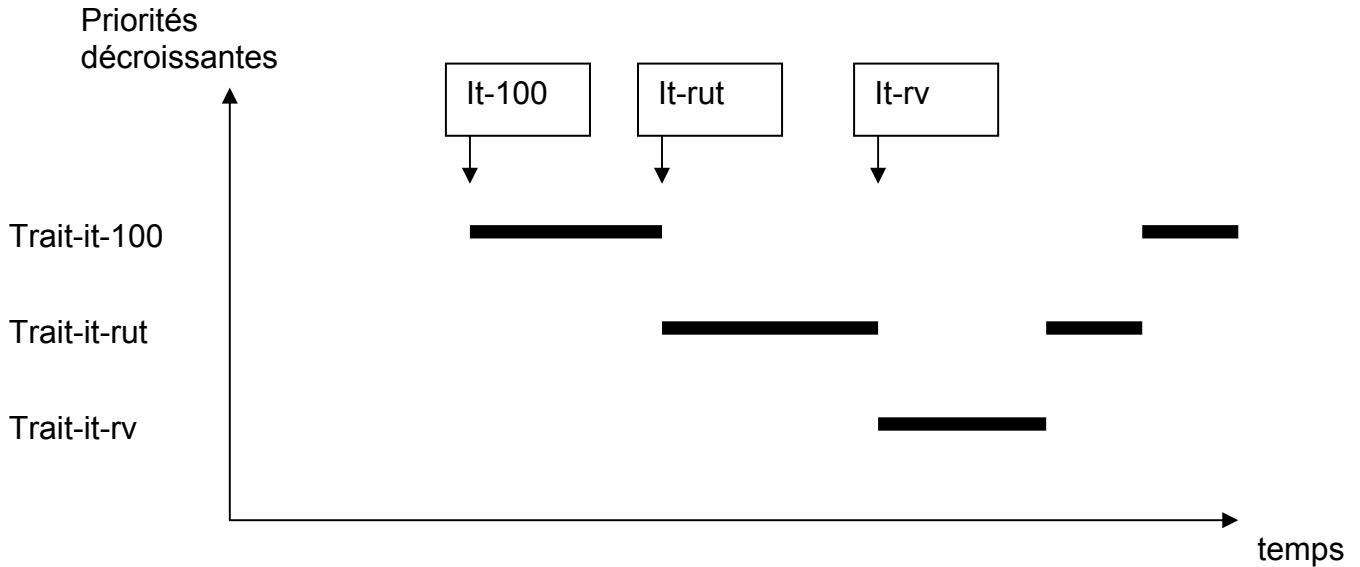 Priorités
décroissantes
It-100
It-rut
It-rv
Trait-it-100
Trait-it-rut
Trait-it-rv
temps